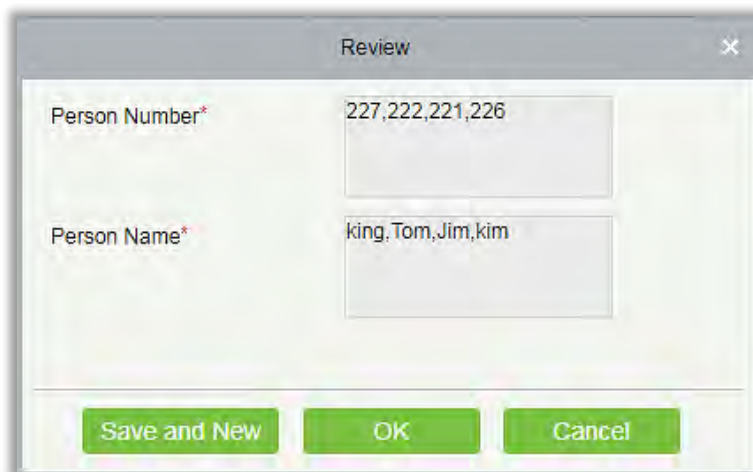 Review
Person Number*
227,222,221,226
Person Name*
king,Tom,Jim,kim
Save and New
OK
Cancel